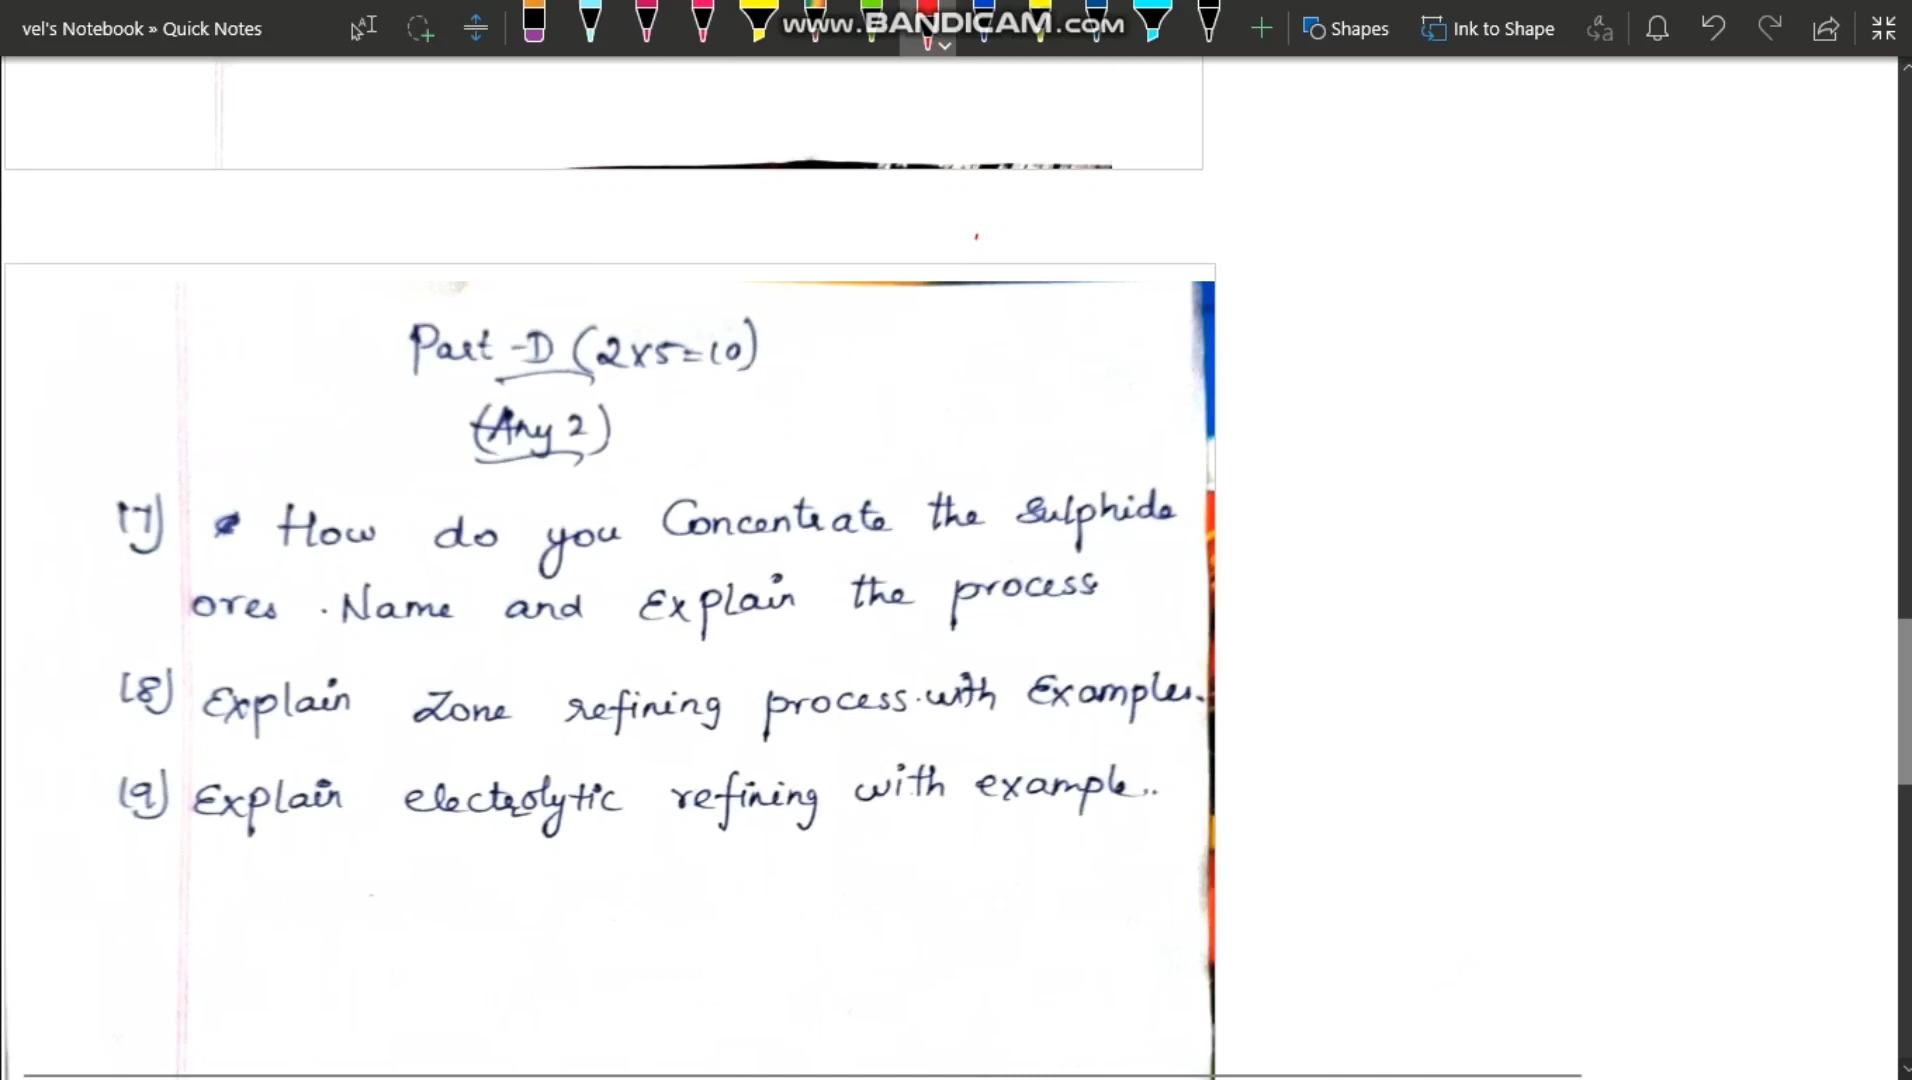 vel's Notebook » Quick Notes
www.BANDICAM.com
Shapes
Ink to Shape
Part -D (2x5=10)
(Any 2)
17) How do you Concentrate the Sulphide
ores . Name and Explain the process
18) Explain Zone refining process. with Examples.
19) Explain electrolytic refining with example..